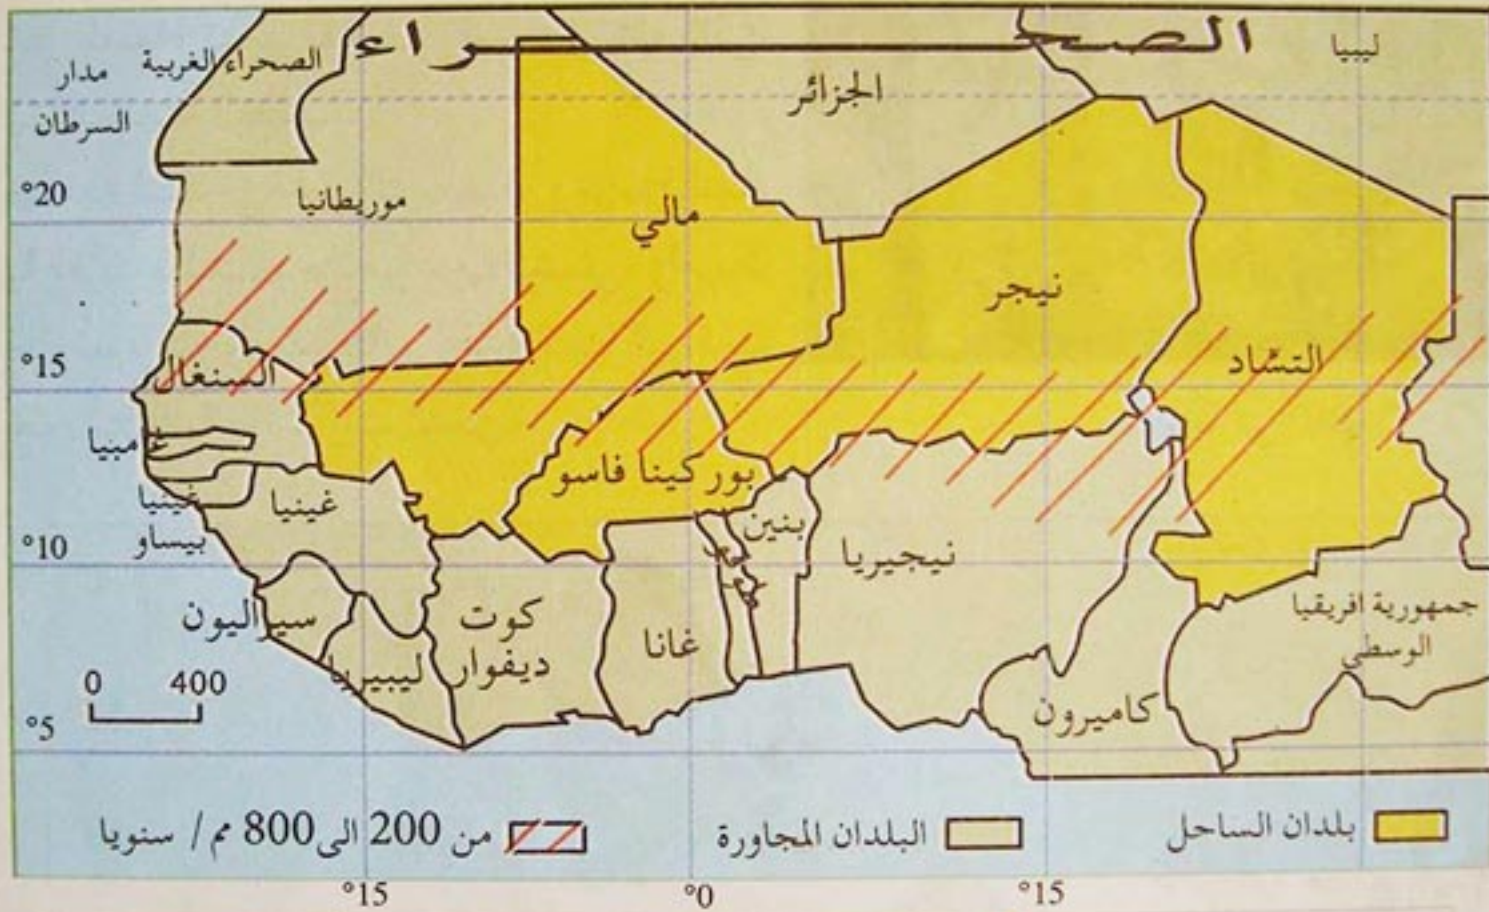 الصحراء
ليبيا
الصحراء الغربية
مدار
السرطان
الجزائر
°20
موريطانيا
مالي
نيجر
التشاد
°15
السنغال
غامبيا
بوركينا فاسو
غينيا
بيساو
غينيا
بنين
نيجيريا
°10
جمهورية افريقيا
الوسطى
سيراليون
ليبيريا
كوت
ديفوار
غانا
كاميرون
0 400
°5
بلدان الساحل
البلدان المجاورة
من 200 الى 800 مم / سنويا
°15 °0 °15